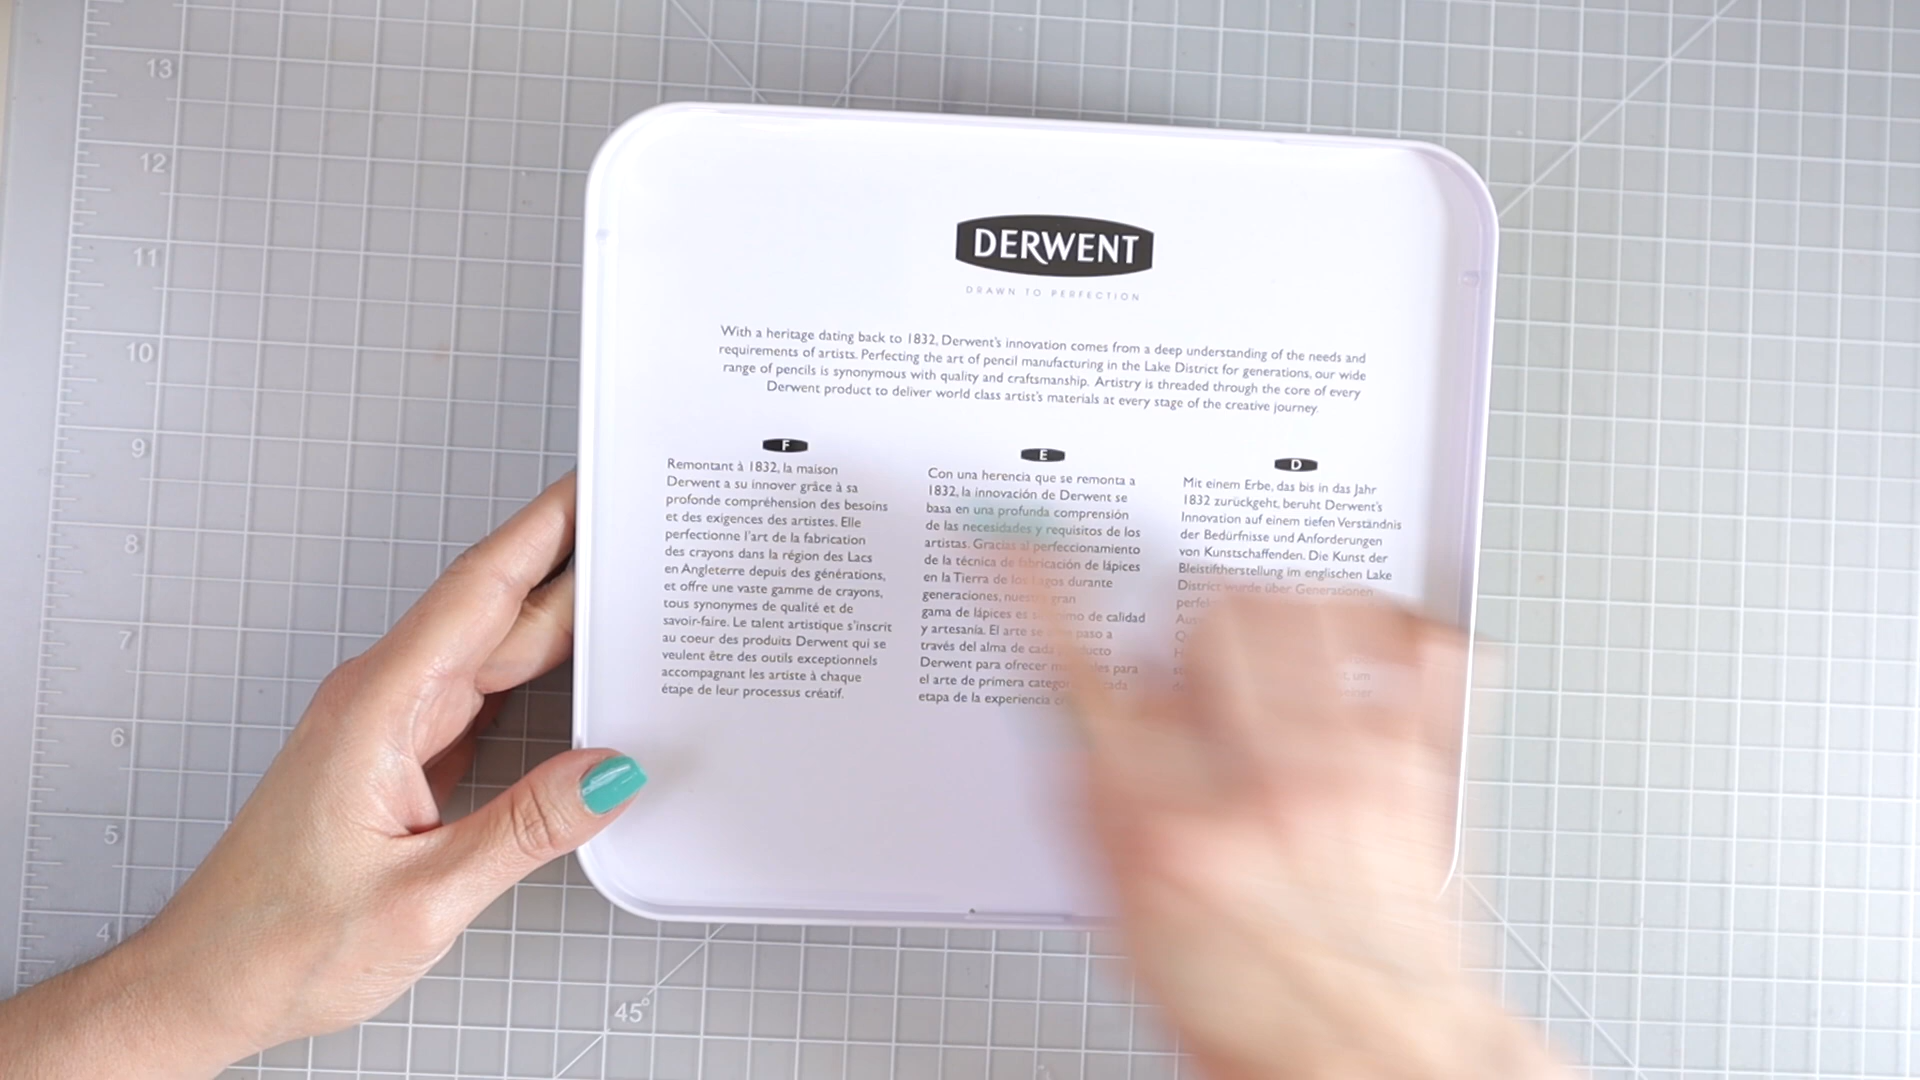 13
12
11
10
9
8
7
6
5
4
45°
DERWENT
DRAWN TO PERFECTION
With a heritage dating back to 1832, Derwent's innovation comes from a deep understanding of the needs and
requirements of artists. Perfecting the art of pencil manufacturing in the Lake District for generations, our wide
range of pencils is synonymous with quality and craftsmanship. Artistry is threaded through the core of every
Derwent product to deliver world class artist's materials at every stage of the creative journey.
F
Remontant à 1832, la maison
Derwent a su innover grâce à sa
profonde compréhension des besoins
et des exigences des artistes. Elle
perfectionne l'art de la fabrication
des crayons dans la région des Lacs
en Angleterre depuis des générations,
et offre une vaste gamme de crayons,
tous synonymes de qualité et de
savoir-faire. Le talent artistique s'inscrit
au coeur des produits Derwent qui se
veulent être des outils exceptionnels
accompagnant les artiste à chaque
étape de leur processus créatif.
E
Con una herencia que se remonta a
1832, la innovación de Derwent se
basa en una profunda comprensión
de las necesidades y requisitos de los
artistas. Gracias al perfeccionamiento
de la técnica de fabricación de lápices
en la Tierra de los Lagos durante
generaciones, nuestra gran
gama de lápices es sinónimo de calidad
y artesanía. El arte se paso a
través del alma de cada producto
Derwent para ofrecer materiales para
el arte de primera categoría cada
etapa de la experiencia
D
Mit einem Erbe, das bis in das Jahr
1832 zurückgeht, beruht Derwent's
Innovation auf einem tiefen Verständnis
der Bedürfnisse und Anforderungen
von Kunstschaffenden. Die Kunst der
Bleistiftherstellung im englischen Lake
District wurde über Generationen
um